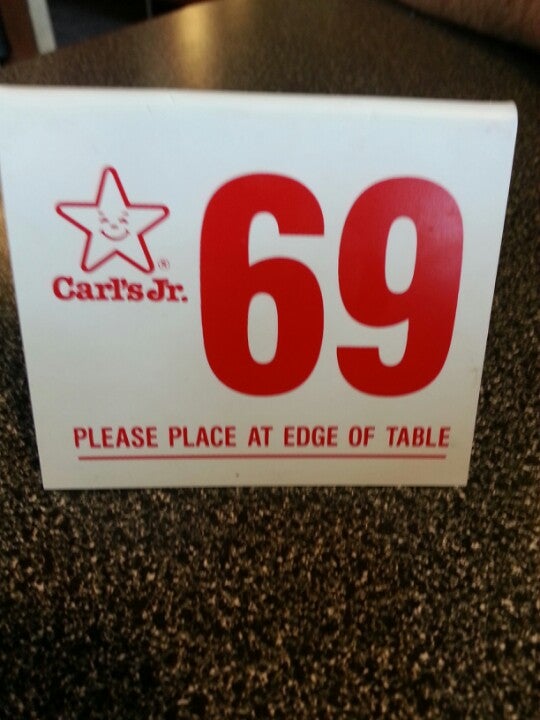 Carl's Jr.®
69
PLEASE PLACE AT EDGE OF TABLE